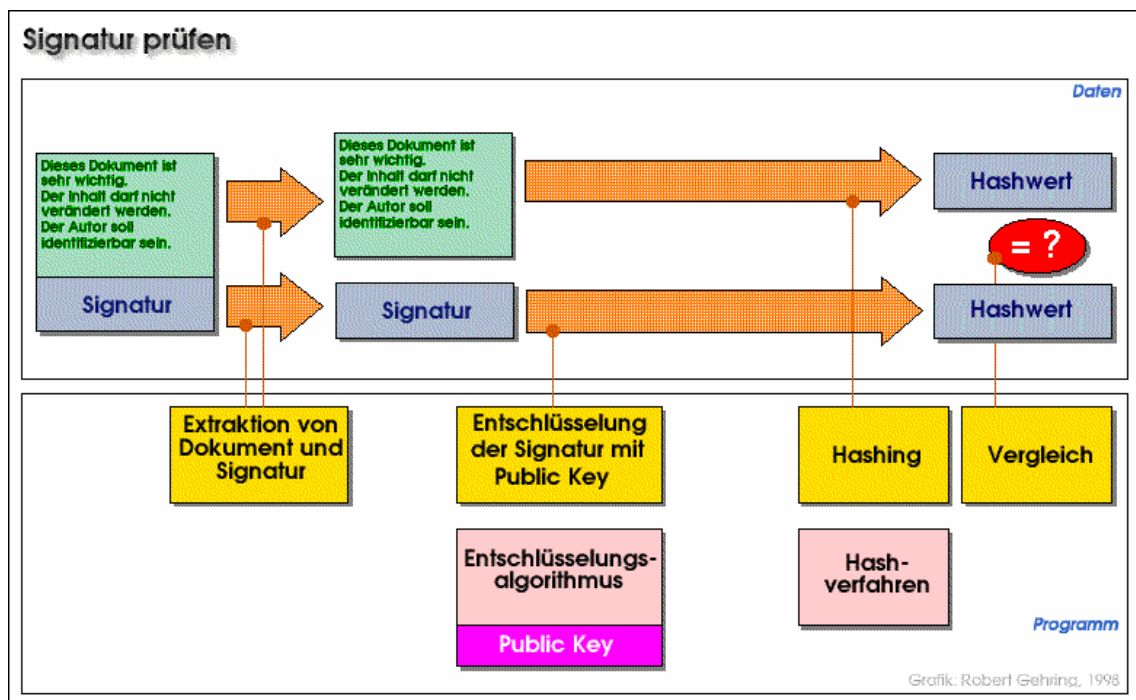 Signatur prüfen
Daten
Dieses Dokument ist
sehr wichtig.
Der Inhalt darf nicht
verändert werden.
Der Autor soll
identifizierbar sein.
Signatur
Dieses Dokument ist
sehr wichtig.
Der Inhalt darf nicht
verändert werden.
Der Autor soll
identifizierbar sein.
Signatur
Hashwert
= ?
Hashwert
Extraktion von
Dokument und
Signatur
Entschlüsselung
der Signatur mit
Public Key
Hashing
Vergleich
Entschlüsselungs-
algorithmus
Public Key
Hash-
verfahren
Programm
Grafik: Robert Gehring, 1998